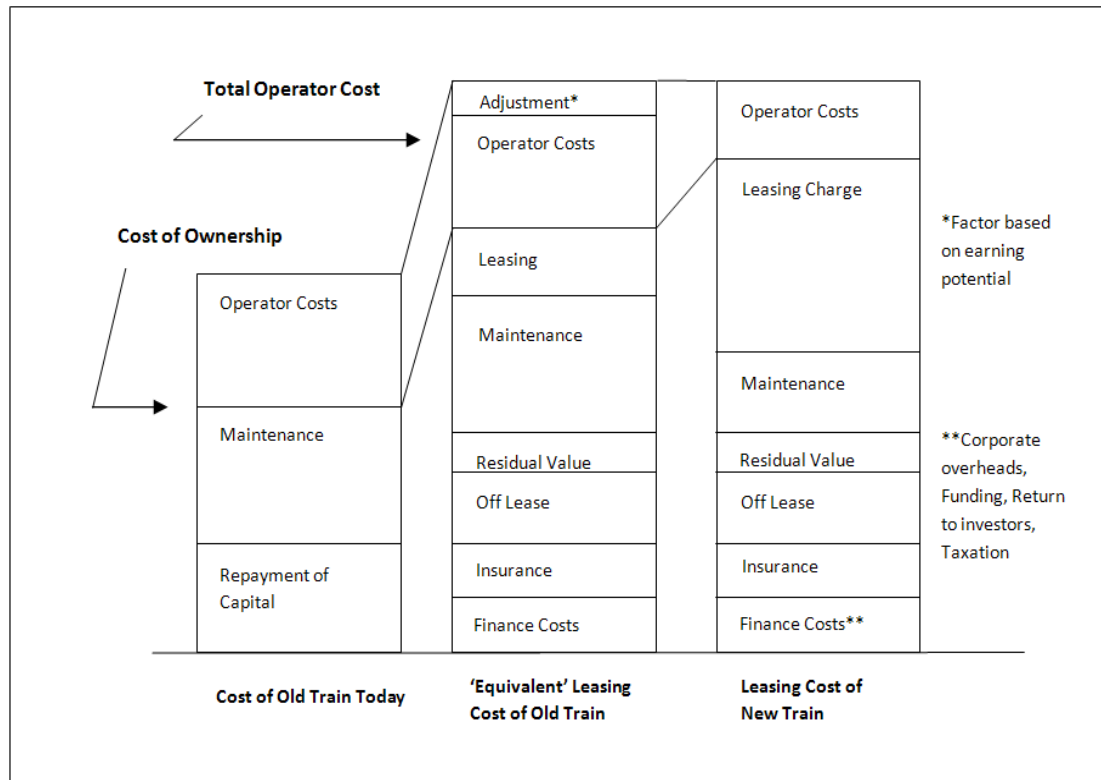 Total Operator Cost
Cost of Ownership
Operator Costs
Maintenance
Repayment of
Capital
Cost of Old Train Today
Adjustment*
Operator Costs
Leasing
Maintenance
Residual Value
Off Lease
Insurance
Finance Costs
‘Equivalent’ Leasing
Cost of Old Train
Operator Costs
Leasing Charge
Maintenance
Residual Value
Off Lease
Insurance
Finance Costs**
Leasing Cost of
New Train
*Factor based
on earning
potential
**Corporate
overheads,
Funding, Return
to investors,
Taxation